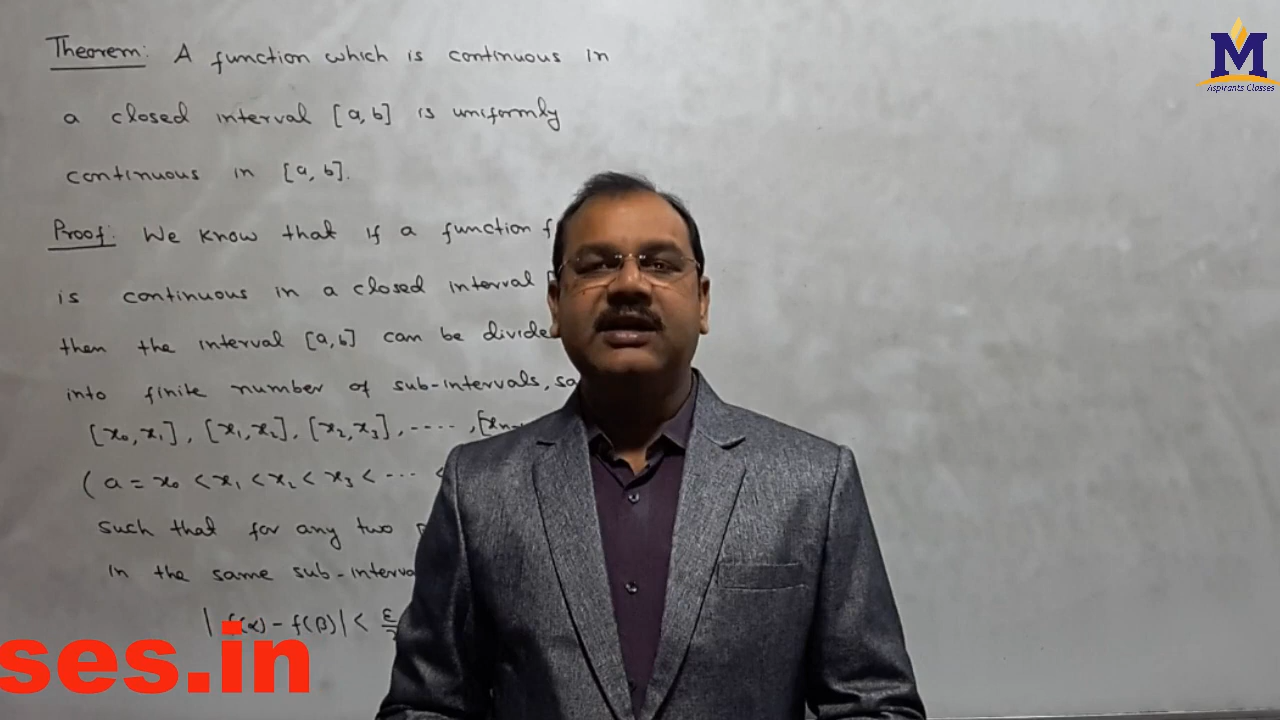 Theorem: A function which is continuous in
a closed interval [a, b] is uniformly
continuous in [a, b].
Proof: We know that if a function f
is continuous in a closed interval [
then the interval [a, b] can be divide
into finite number of sub-intervals, sa
[x₀, x₁], [x₁, x₂], [x₂, x₃], ....., [xₙ₋
(a = x₀ < x₁ < x₂ < x₃ < ... <
such that for any two
in the same sub-interva
|f(α) - f(β)| < ε/2
ses.in
M
Aspirants Classes